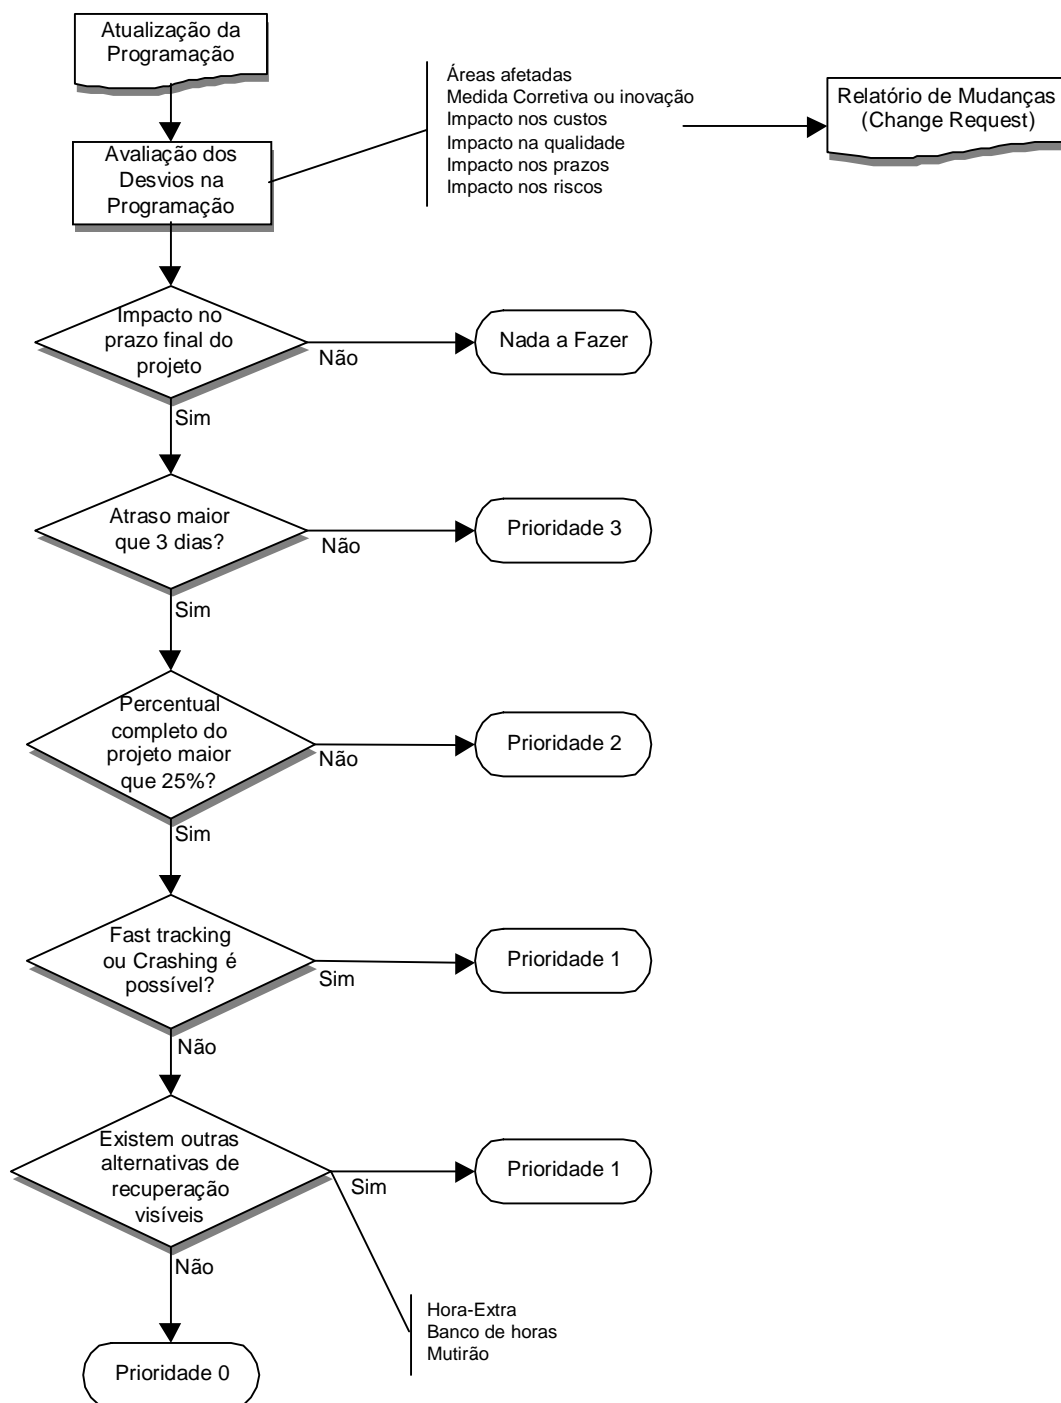 Atualização da
Programação
Áreas afetadas
Medida Corretiva ou inovação
Impacto nos custos
Impacto na qualidade
Impacto nos prazos
Impacto nos riscos
Relatório de Mudanças
(Change Request)
Avaliação dos
Desvios na
Programação
Impacto no
prazo final do
projeto
Não
Nada a Fazer
Sim
Atraso maior
que 3 dias?
Não
Prioridade 3
Sim
Percentual
completo do
projeto maior
que 25%?
Não
Prioridade 2
Sim
Fast tracking
ou Crashing é
possível?
Sim
Prioridade 1
Não
Existem outras
alternativas de
recuperação
visíveis
Sim
Prioridade 1
Não
Hora-Extra
Banco de horas
Mutirão
Prioridade 0